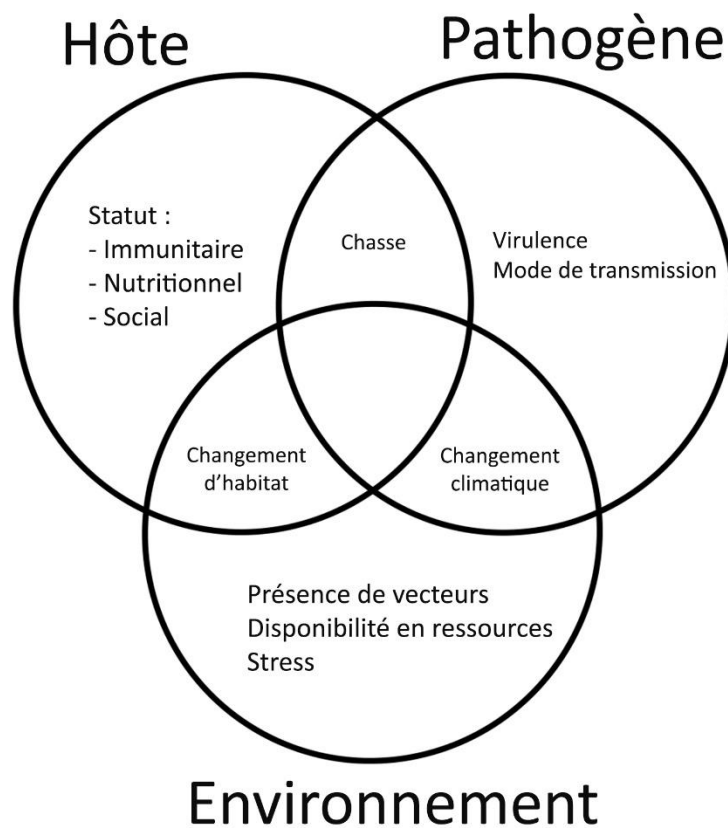 Hôte
Pathogène
Statut :
- Immunitaire
- Nutritionnel
- Social
Chasse
Virulence
Mode de transmission
Changement
d’habitat
Changement
climatique
Présence de vecteurs
Disponibilité en ressources
Stress
Environnement